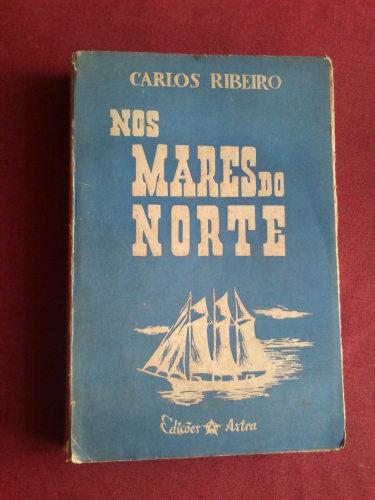 CARLOS RIBEIRO
NOS
MARES DO
NORTE
Edições Astra